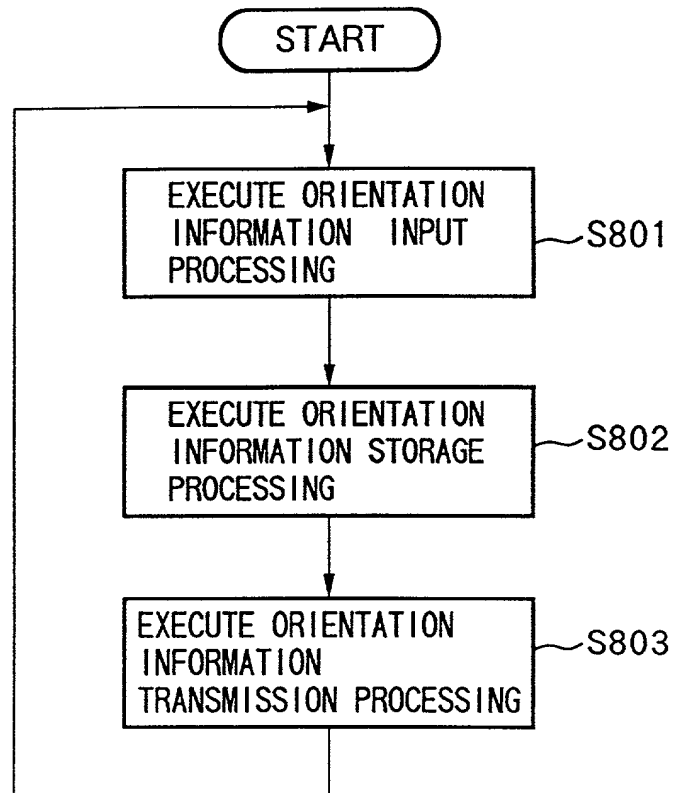 START
EXECUTE ORIENTATION
INFORMATION INPUT
PROCESSING
S801
EXECUTE ORIENTATION
INFORMATION STORAGE
PROCESSING
S802
EXECUTE ORIENTATION
INFORMATION
TRANSMISSION PROCESSING
S803